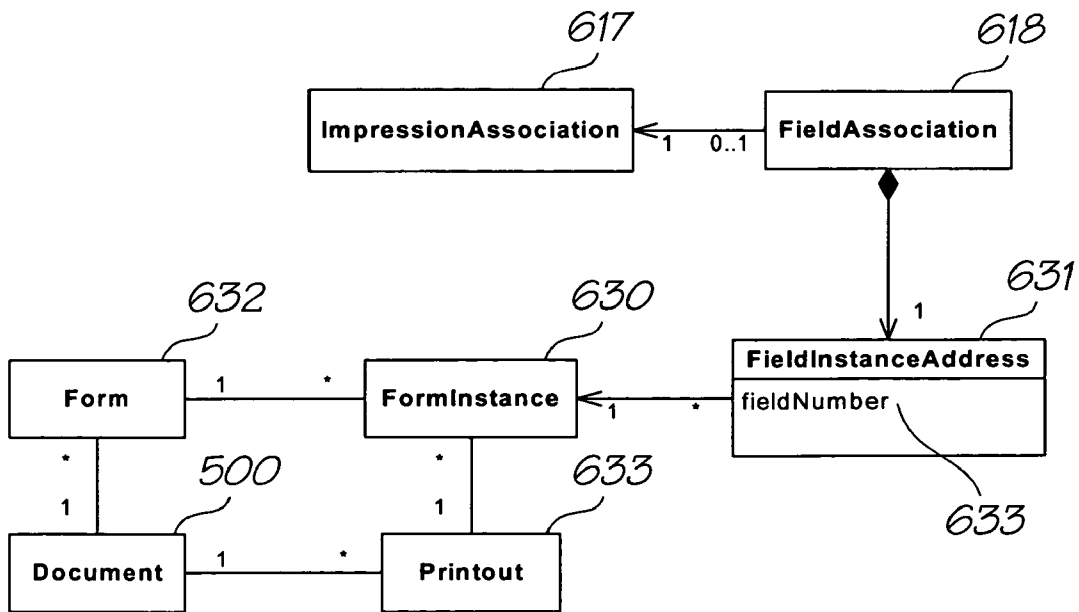 617
618
ImpressionAssociation
1
0..1
FieldAssociation
632
630
1
631
Form
1
*
FormInstance
1
*
FieldInstanceAddress
fieldNumber
*
500
*
633
1
1
633
Document
1
*
Printout